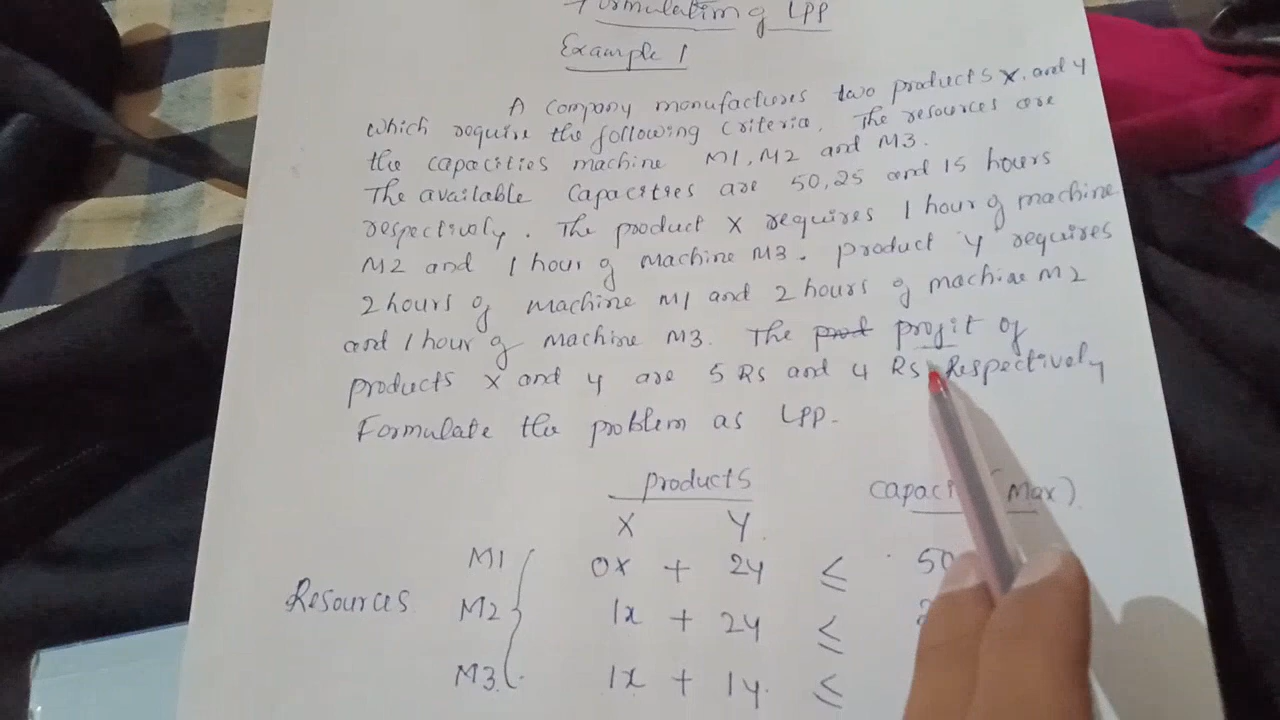 Formulating of LPP
Example 1
A Company manufactures two products X and Y
which require the following criteria. The resources are
the capacities machine M1, M2 and M3.
The available Capacities are 50, 25 and 15 hours
respectively. The product X requires 1 hour of machine
M2 and 1 hour of machine M3. product Y requires
2 hours of machine M1 and 2 hours of machine M2
and 1 hour of machine M3. The profit of
products X and Y are 5 Rs and 4 Rs Respectively
Formulate the problem as LPP.
products Capaci (Max)
X Y
M1 0x + 2y ≤ 50
Resources M2 1x + 2y ≤
M3 1x + 1y ≤